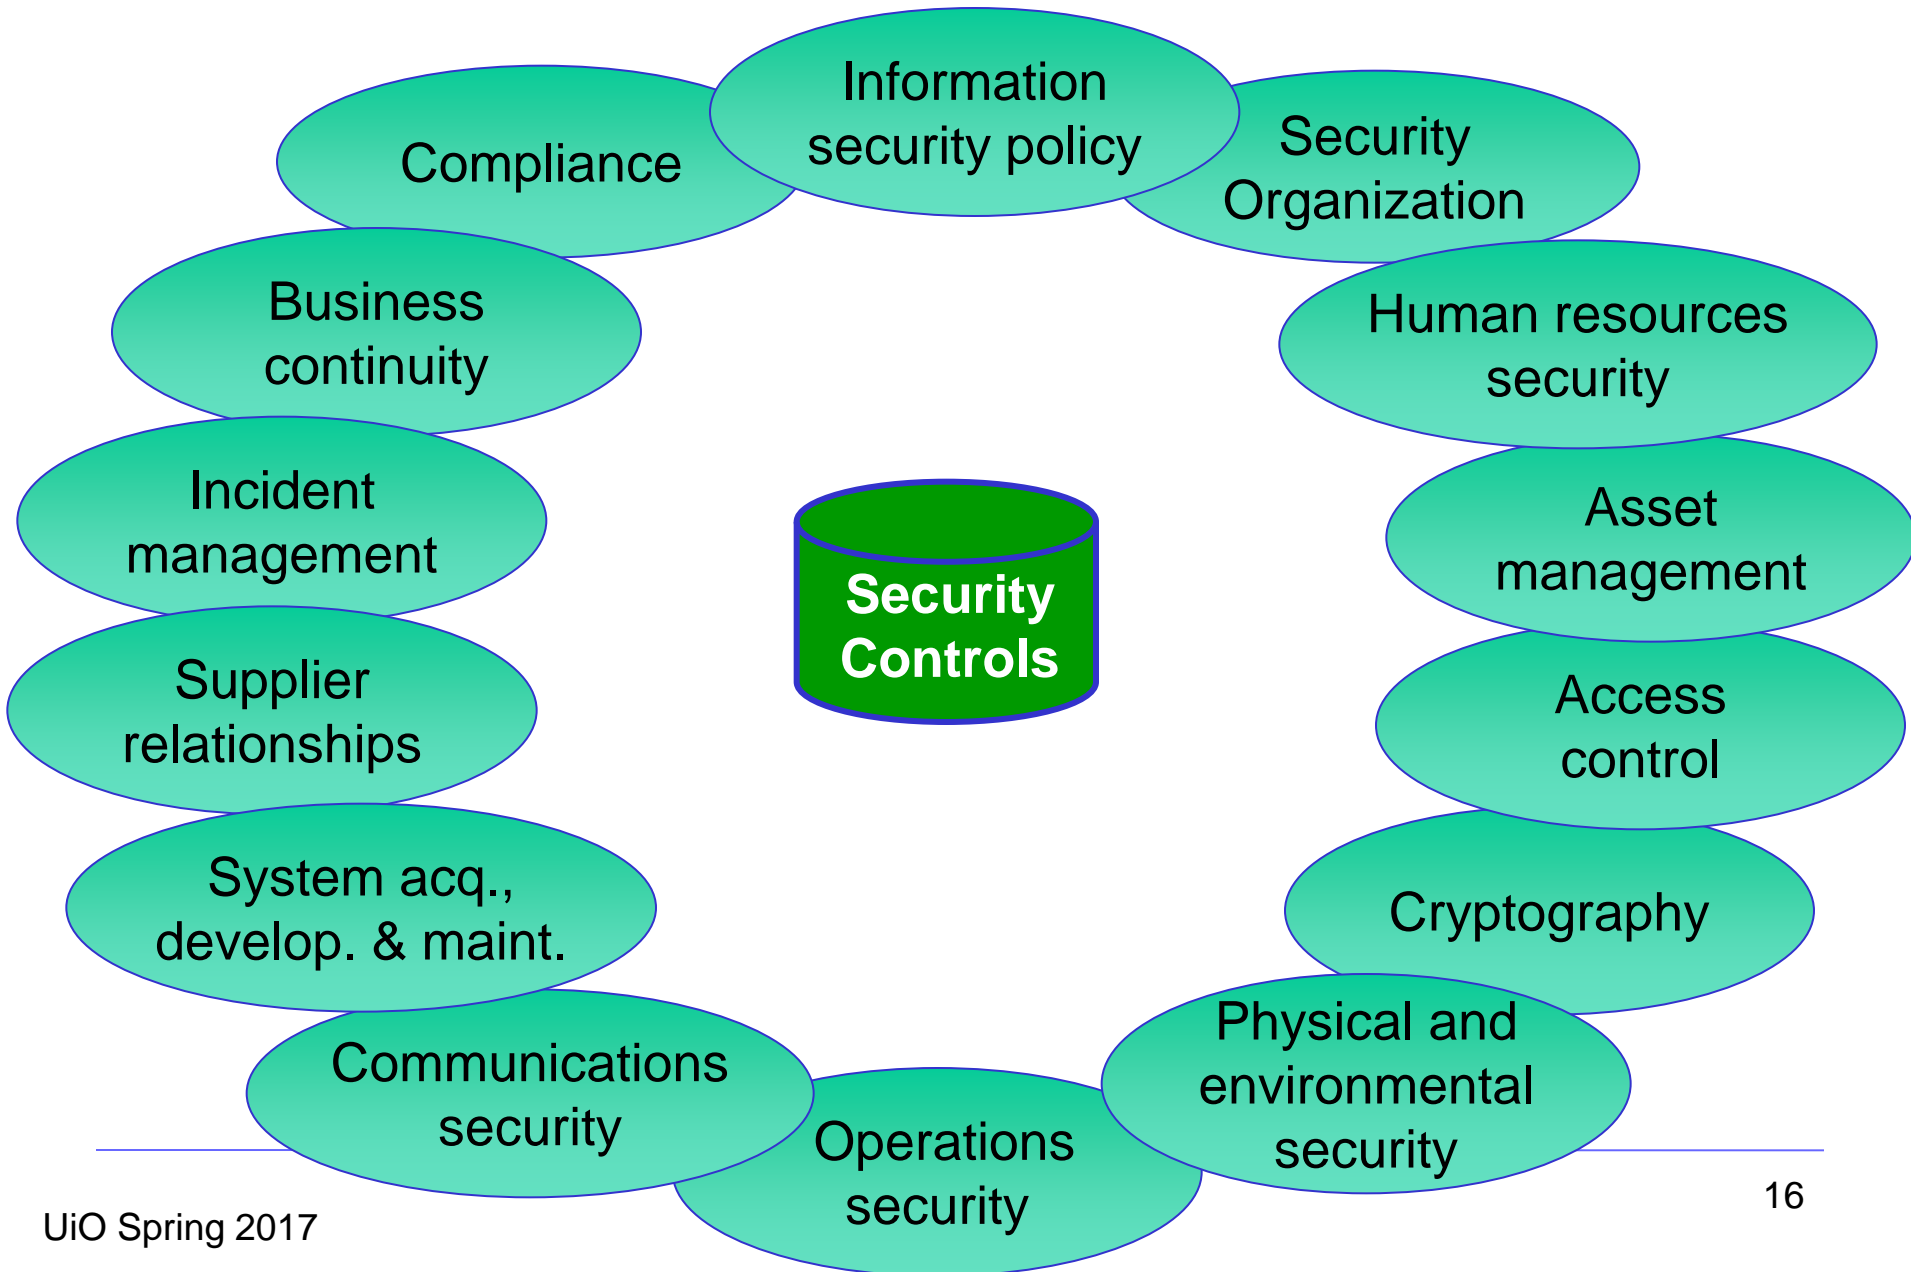 Information
security policy
Security
Organization
Human resources
security
Asset
management
Access
control
Cryptography
Physical and
environmental
security
Operations
security
Communications
security
System acq.,
develop. & maint.
Supplier
relationships
Incident
management
Business
continuity
Compliance
Security
Controls
UiO Spring 2017
16